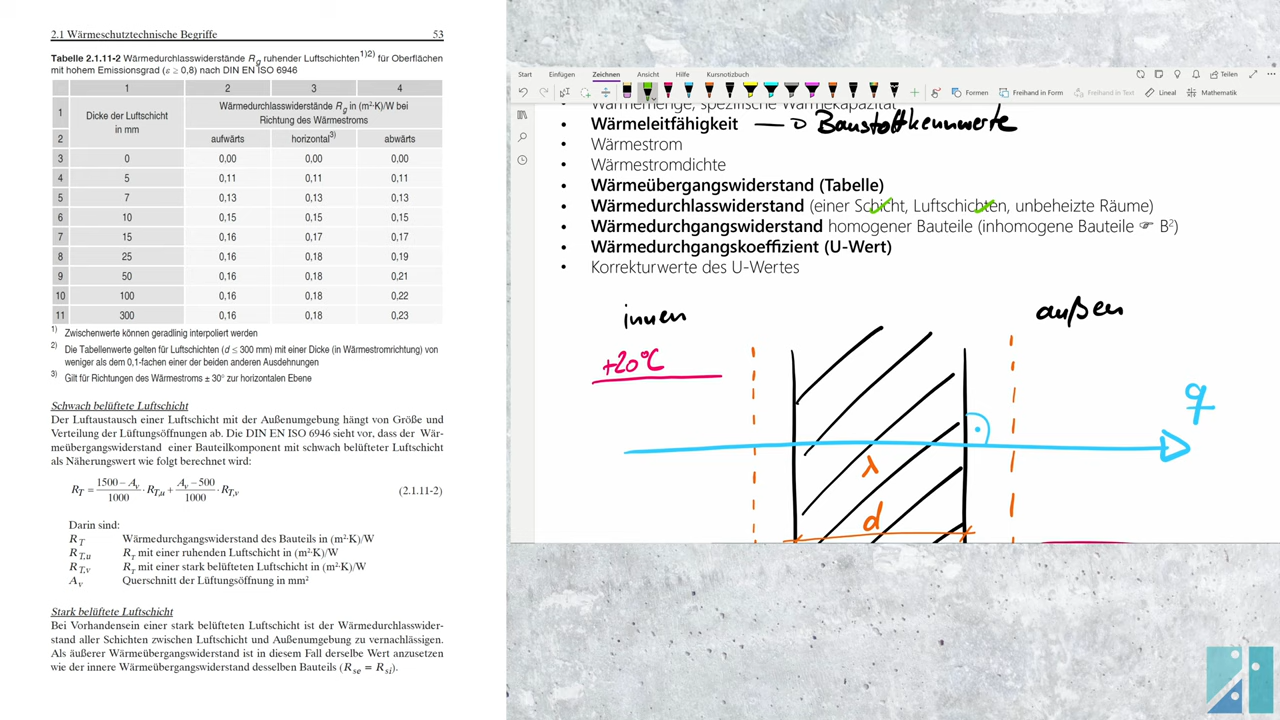 2.1 Wärmeschutztechnische Begriffe 53
Tabelle 2.1.11-2 Wärmedurchlasswiderstände Rg ruhender Luftschichten1)2) für Oberflächen
mit hohem Emissionsgrad (ε ≥ 0,8) nach DIN EN ISO 6946
2 3 4
1 Dicke der Luftschicht in mm Wärmedurchlasswiderstände Rg in (m²·K)/W bei
Richtung des Wärmestroms
2 aufwärts horizontal3) abwärts
3 0 0,00 0,00 0,00
4 5 0,11 0,11 0,11
5 7 0,13 0,13 0,13
6 10 0,15 0,15 0,15
7 15 0,16 0,17 0,17
8 25 0,16 0,18 0,19
9 50 0,16 0,18 0,21
10 100 0,16 0,18 0,22
11 300 0,16 0,18 0,23
1) Zwischenwerte können geradlinig interpoliert werden
2) Die Tabellenwerte gelten für Luftschichten (d ≤ 300 mm) mit einer Dicke (in Wärmestromrichtung) von
weniger als dem 0,1-fachen einer der beiden anderen Ausdehnungen
3) Gilt für Richtungen des Wärmestroms ± 30° zur horizontalen Ebene
Schwach belüftete Luftschicht
Der Luftaustausch einer Luftschicht mit der Außenumgebung hängt von Größe und
Verteilung der Lüftungsöffnungen ab. Die DIN EN ISO 6946 sieht vor, dass der Wär-
meübergangswiderstand einer Bauteilkomponente mit schwach belüfteter Luftschicht
als Näherungswert wie folgt berechnet wird:
RT = (1500 − Av)/1000 · RT,u + (Av − 500)/1000 · RT,v (2.1.11-2)
Darin sind:
RT Wärmedurchgangswiderstand des Bauteils in (m²·K)/W
RT,u RT mit einer ruhenden Luftschicht in (m²·K)/W
RT,v RT mit einer stark belüfteten Luftschicht in (m²·K)/W
Av Querschnitt der Lüftungsöffnung in mm²
Stark belüftete Luftschicht
Bei Vorhandensein einer stark belüfteten Luftschicht ist der Wärmedurchlasswider-
stand aller Schichten zwischen Luftschicht und Außenumgebung zu vernachlässigen.
Als äußerer Wärmeübergangswiderstand ist in diesem Fall derselbe Wert anzusetzen
wie der innere Wärmeübergangswiderstand desselben Bauteils (Rse = Rsi).
Start Einfügen Zeichnen Ansicht Hilfe Kursnotizbuch Teilen
Formen Freihand in Form Freihand in Text Lineal Mathematik
• Wärmemenge, spezifische Wärmekapazität
• Wärmeleitfähigkeit Baustoffkennwerte
• Wärmestrom
• Wärmestromdichte
• Wärmeübergangswiderstand (Tabelle)
• Wärmedurchlasswiderstand (einer Schicht, Luftschichten, unbeheizte Räume)
• Wärmedurchgangswiderstand homogener Bauteile (inhomogene Bauteile ☞ B²)
• Wärmedurchgangskoeffizient (U-Wert)
• Korrekturwerte des U-Wertes
innen außen
+20°C
q
λ
d